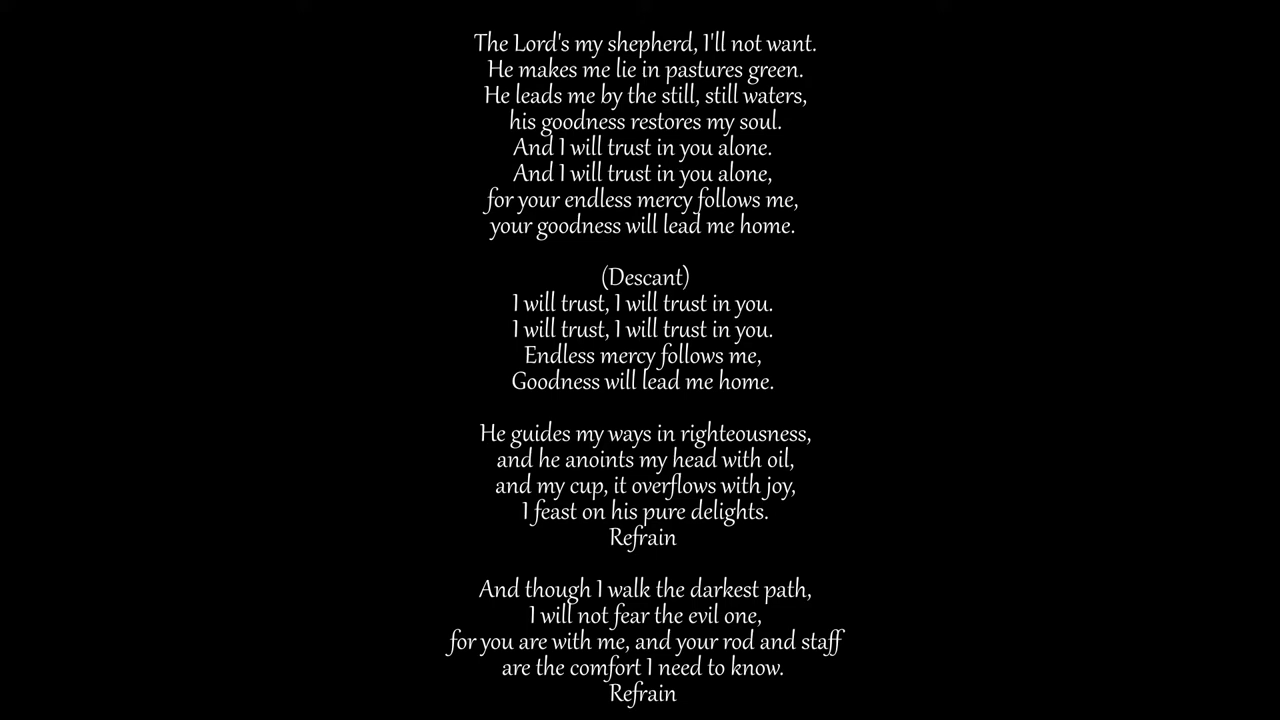 The Lord's my shepherd, I'll not want.
He makes me lie in pastures green.
He leads me by the still, still waters,
his goodness restores my soul.
And I will trust in you alone.
And I will trust in you alone,
for your endless mercy follows me,
your goodness will lead me home.
(Descant)
I will trust, I will trust in you.
I will trust, I will trust in you.
Endless mercy follows me,
Goodness will lead me home.
He guides my ways in righteousness,
and he anoints my head with oil,
and my cup, it overflows with joy,
I feast on his pure delights.
Refrain
And though I walk the darkest path,
I will not fear the evil one,
for you are with me, and your rod and staff
are the comfort I need to know.
Refrain